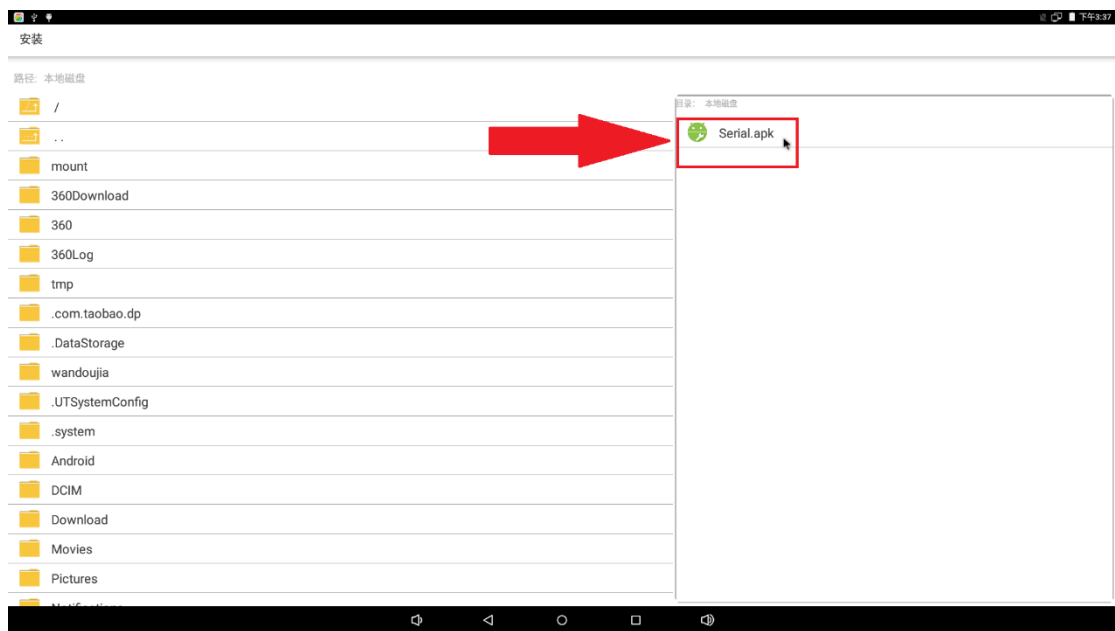 下午3:37
安装
路径: 本地磁盘
/
..
mount
360Download
360
360Log
tmp
.com.taobao.dp
.DataStorage
wandoujia
.UTSystemConfig
.system
Android
DCIM
Download
Movies
Pictures
目录: 本地磁盘
Serial.apk